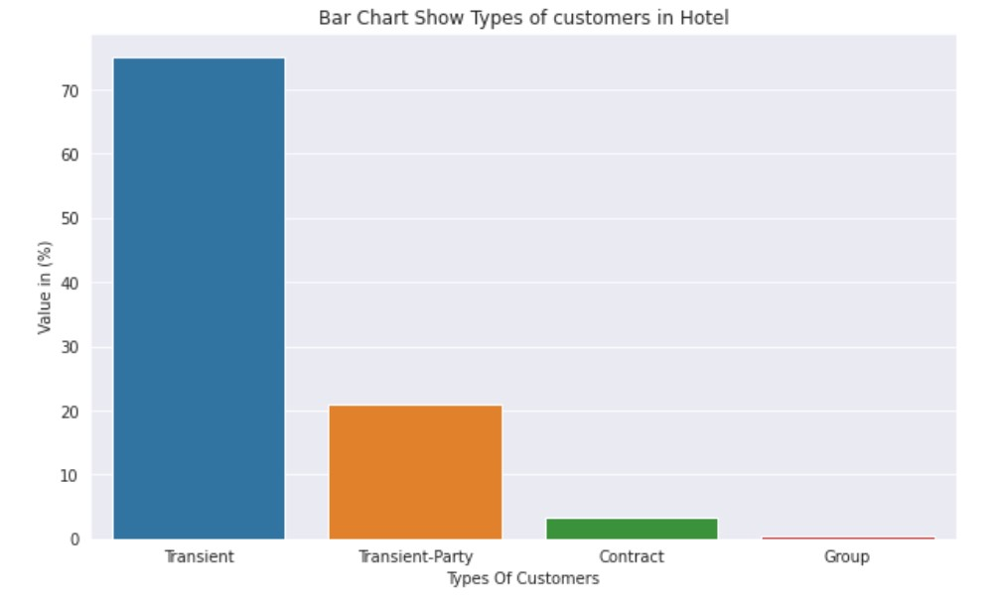 Bar Chart Show Types of customers in Hotel
Value in (%)
70
60
50
40
30
20
10
0
Transient Transient-Party Contract Group
Types Of Customers